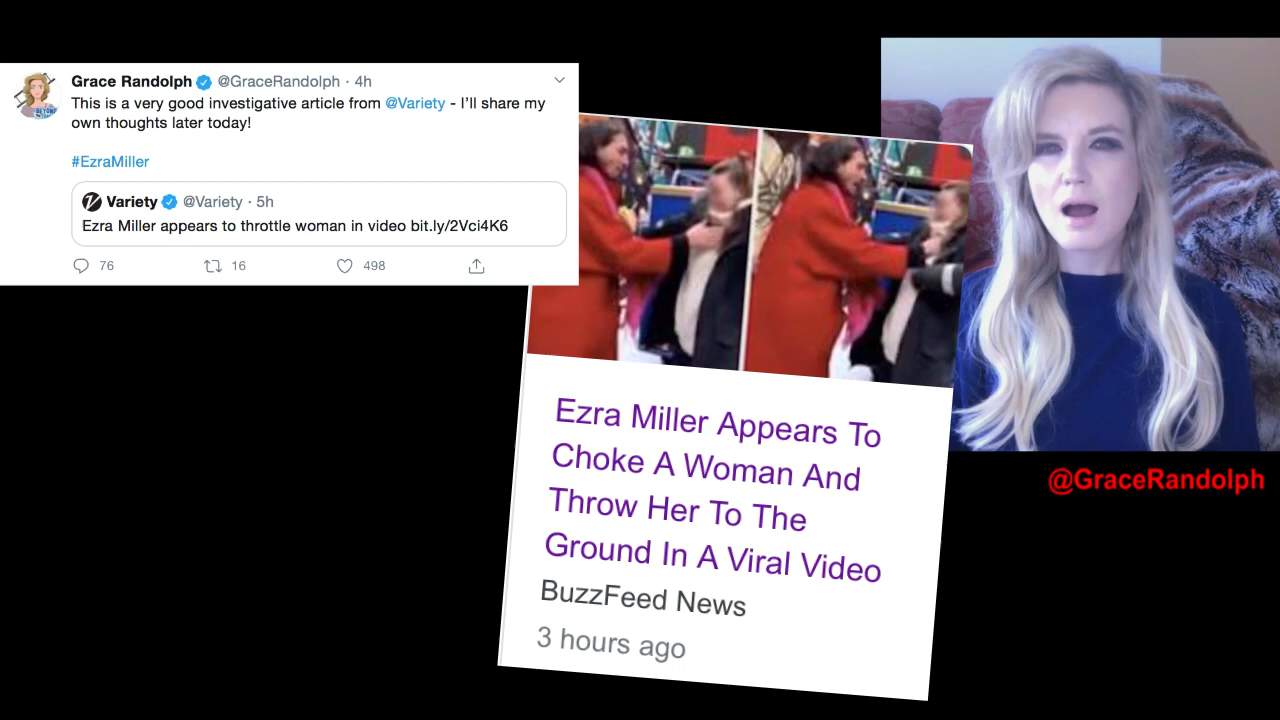 Grace Randolph @GraceRandolph · 4h
This is a very good investigative article from @Variety - I'll share my
own thoughts later today!
#EzraMiller
Variety @Variety · 5h
Ezra Miller appears to throttle woman in video bit.ly/2Vci4K6
76 16 498
Ezra Miller Appears To
Choke A Woman And
Throw Her To The
Ground In A Viral Video
BuzzFeed News
3 hours ago
@GraceRandolph